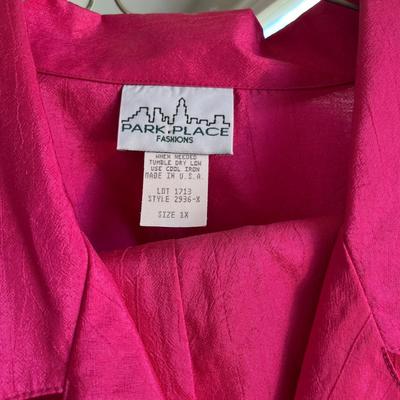 PARK PLACE
FASHIONS
WHEN NEEDED
TUMBLE DRY LOW
USE COOL IRON
MADE IN U.S.A.
LOT 1713
STYLE 2936-X
SIZE 1X